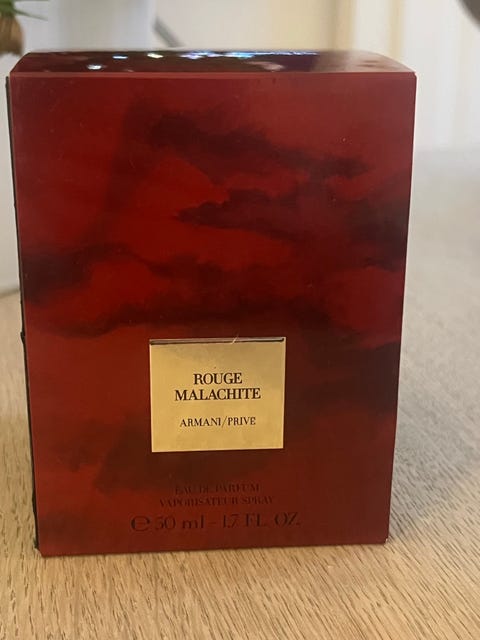 ROUGE
MALACHITE
ARMANI/PRIVE
EAU DE PARFUM
VAPORISATEUR SPRAY
℮ 50 ml - 1.7 FL. OZ.